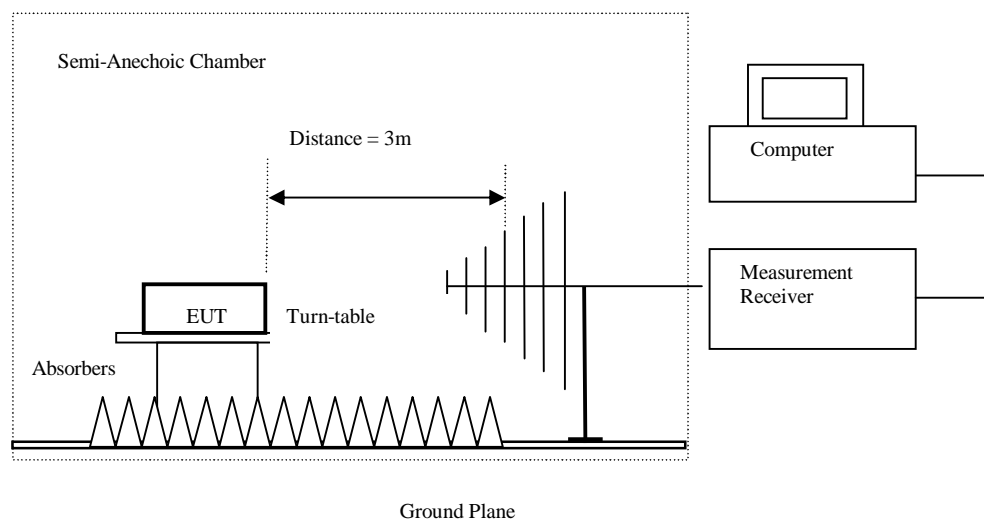 Semi-Anechoic Chamber
Distance = 3m
Computer
Measurement
Receiver
EUT
Turn-table
Absorbers
Ground Plane